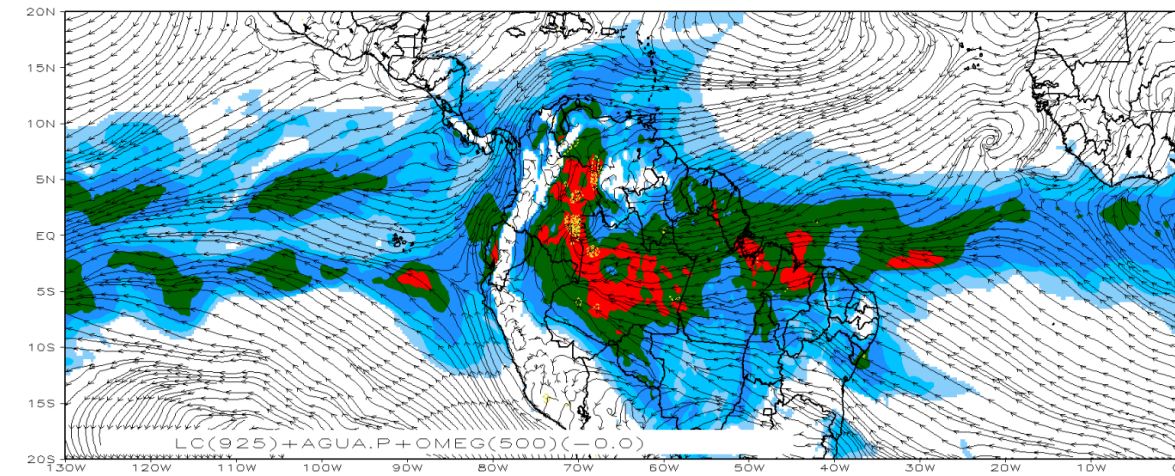 20N
15N
10N
5N
EQ
5S
10S
15S
20S
LC(925)+AGUA.P+OMEG(500)(-0.0)
130W 120W 110W 100W 90W 80W 70W 60W 50W 40W 30W 20W 10W